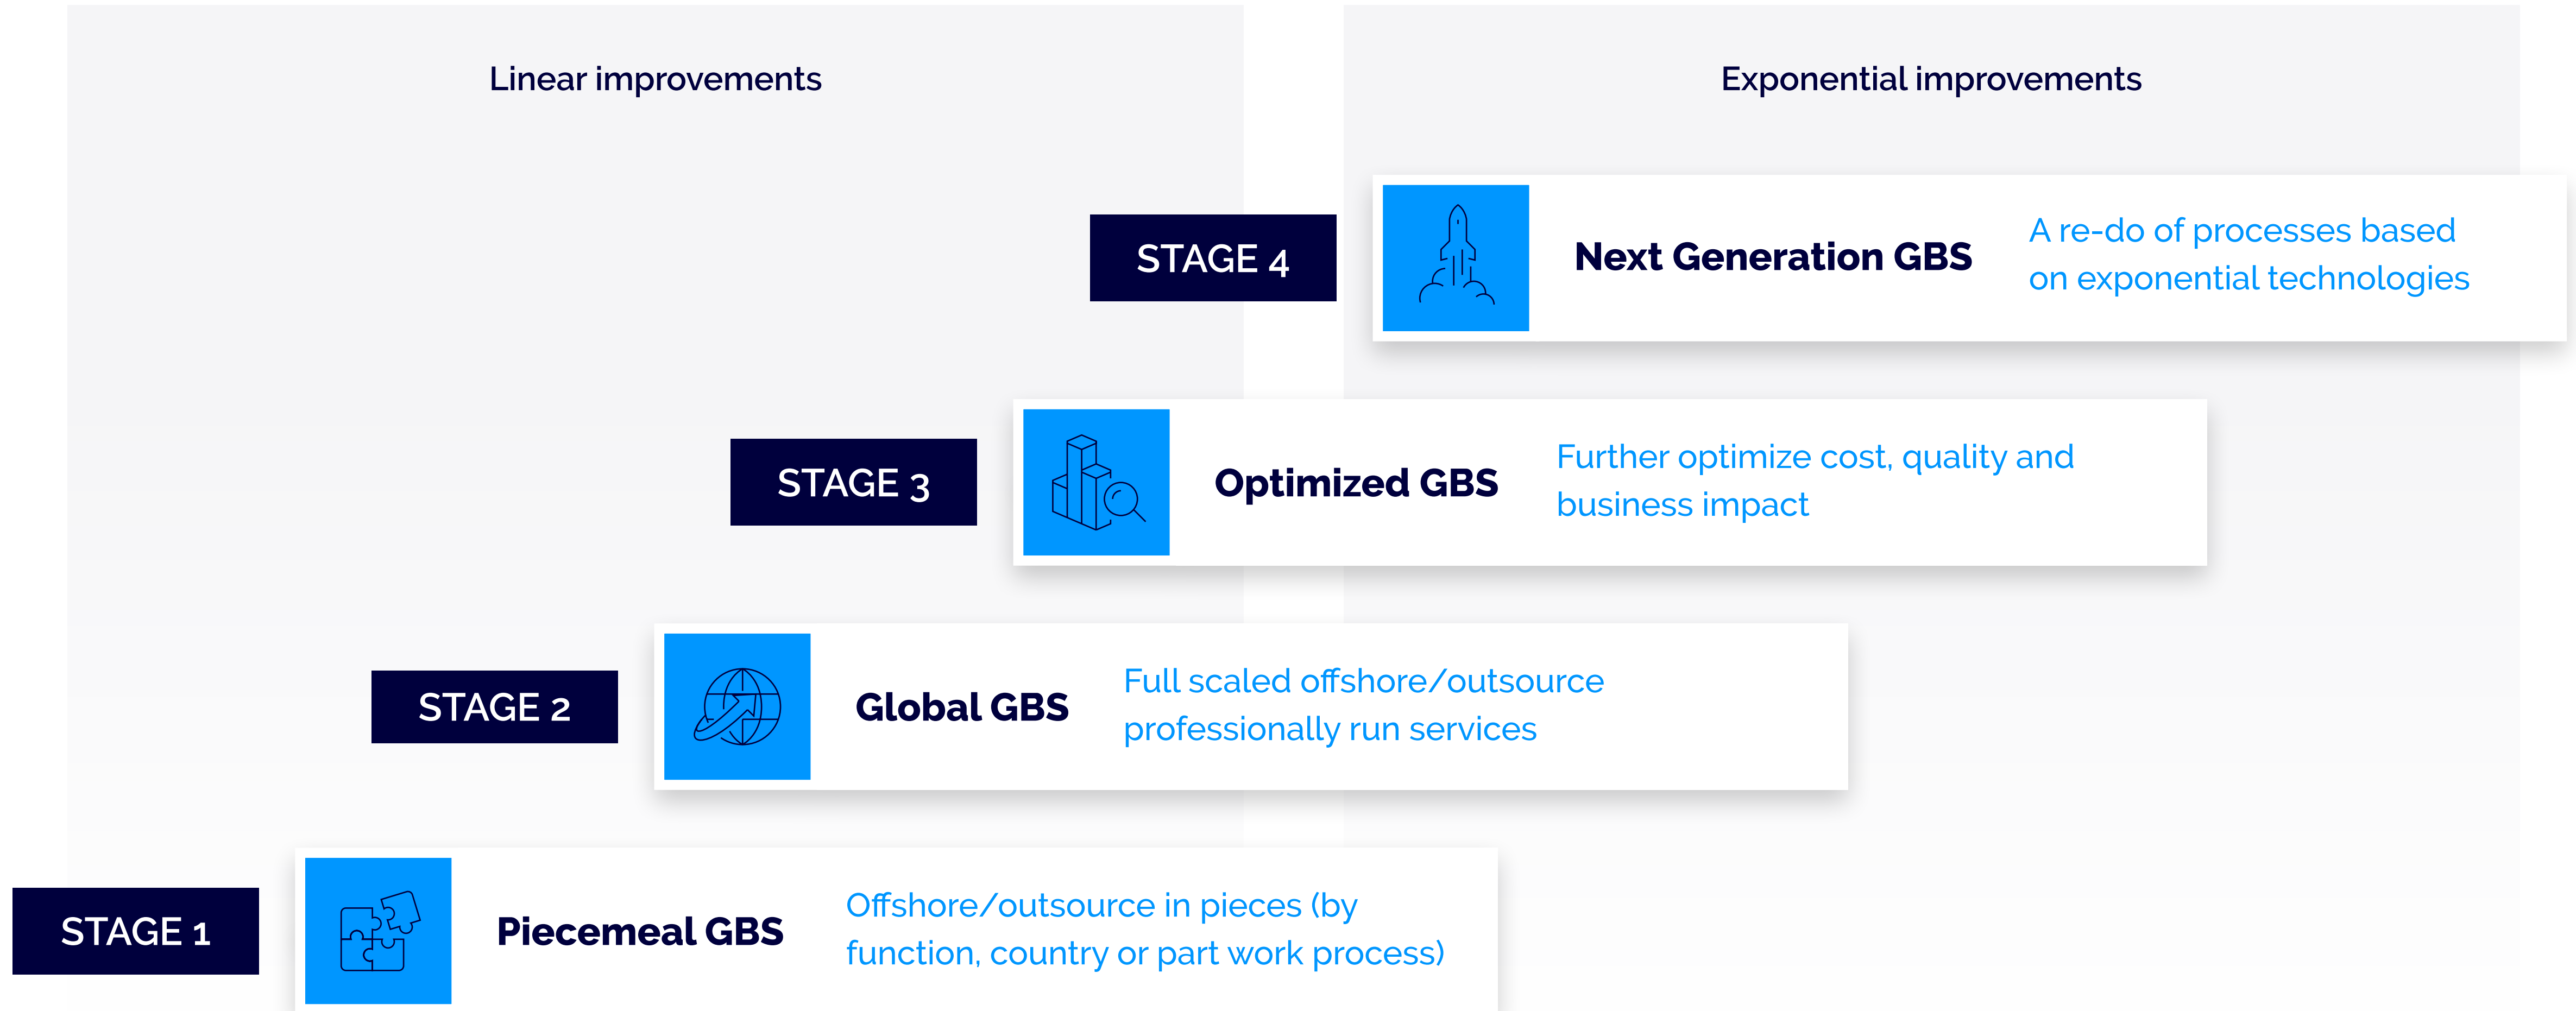 Linear improvements
Exponential improvements
STAGE 4
Next Generation GBS
A re-do of processes based
on exponential technologies
STAGE 3
Optimized GBS
Further optimize cost, quality and
business impact
STAGE 2
Global GBS
Full scaled offshore/outsource
professionally run services
STAGE 1
Piecemeal GBS
Offshore/outsource in pieces (by
function, country or part work process)